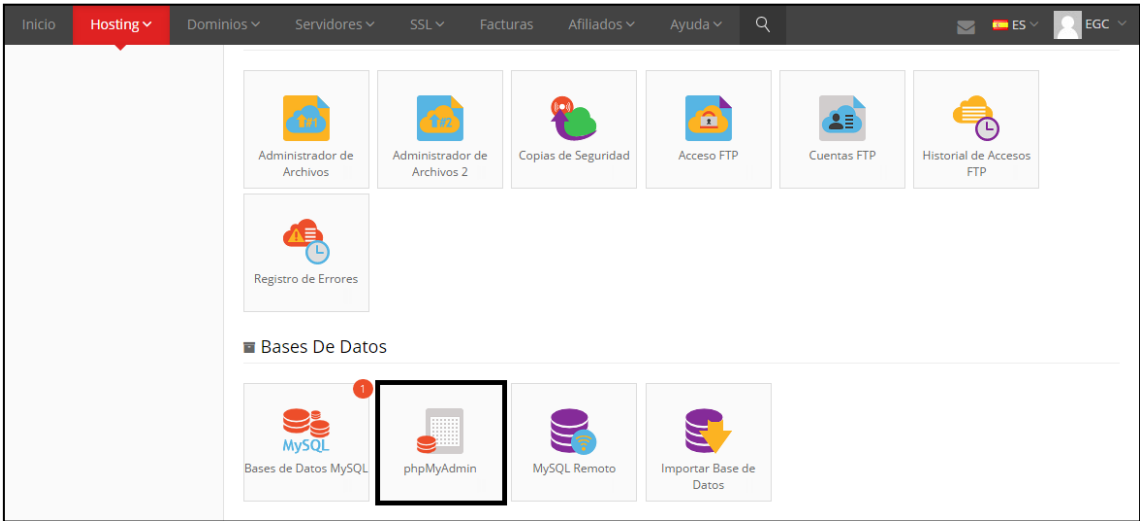 Inicio Hosting Dominios Servidores SSL Facturas Afiliados Ayuda ES EGC
#1 #2
Administrador de Archivos
Administrador de Archivos 2
Copias de Seguridad
Acceso FTP
Cuentas FTP
Historial de Accesos FTP
Registro de Errores
Bases De Datos
1
MySQL
Bases de Datos MySQL
phpMyAdmin
MySQL Remoto
Importar Base de Datos